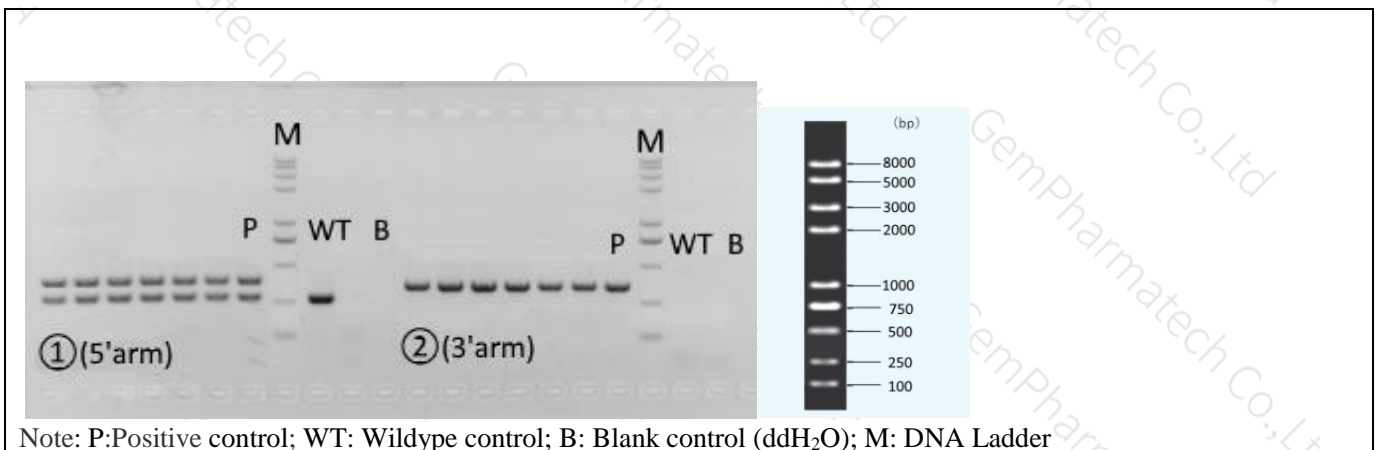 M
M
P
WT
B
P
WT
B
①(5'arm)
②(3'arm)
(bp)
8000
5000
3000
2000
1000
750
500
250
100
Note: P:Positive control; WT: Wildype control; B: Blank control (ddH₂O); M: DNA Ladder
GemPharmatech Co.,Ltd